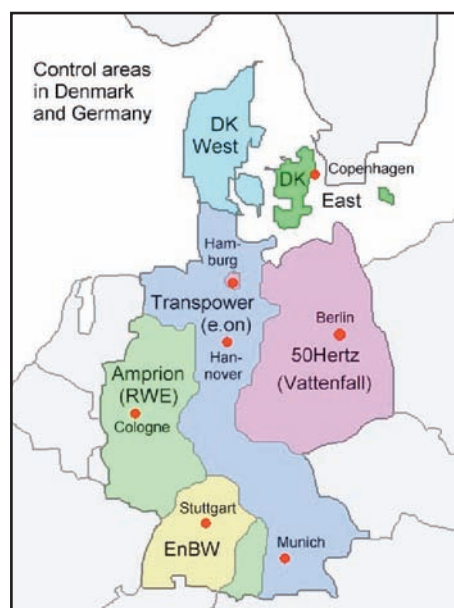 Control areas
in Denmark
and Germany
DK
West
DK
Copenhagen
East
Ham-
burg
Transpower
(e.on)
Han-
nover
Berlin
50Hertz
(Vattenfall)
Amprion
(RWE)
Cologne
Stuttgart
EnBW
Munich